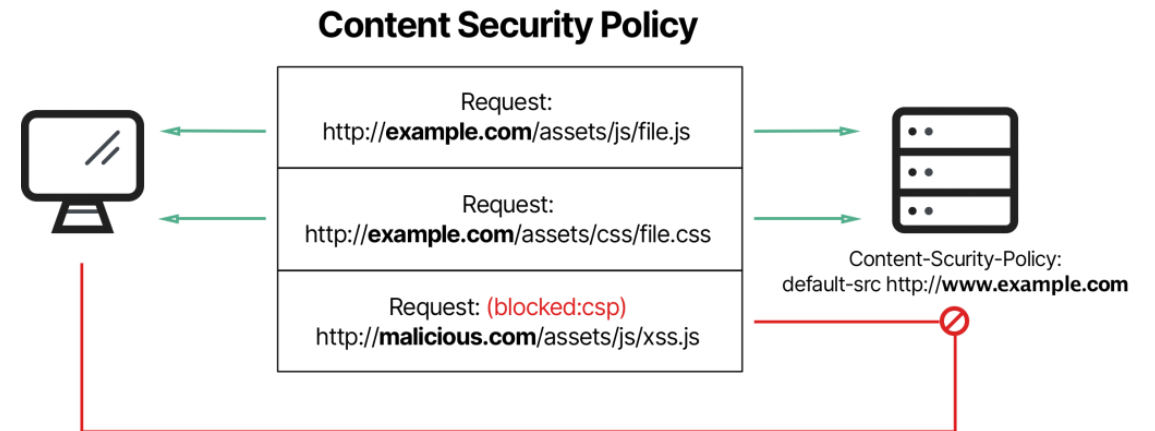 Content Security Policy
Request:
http://example.com/assets/js/file.js
Request:
http://example.com/assets/css/file.css
Request: (blocked:csp)
http://malicious.com/assets/js/xss.js
Content-Scurity-Policy:
default-src http://www.example.com